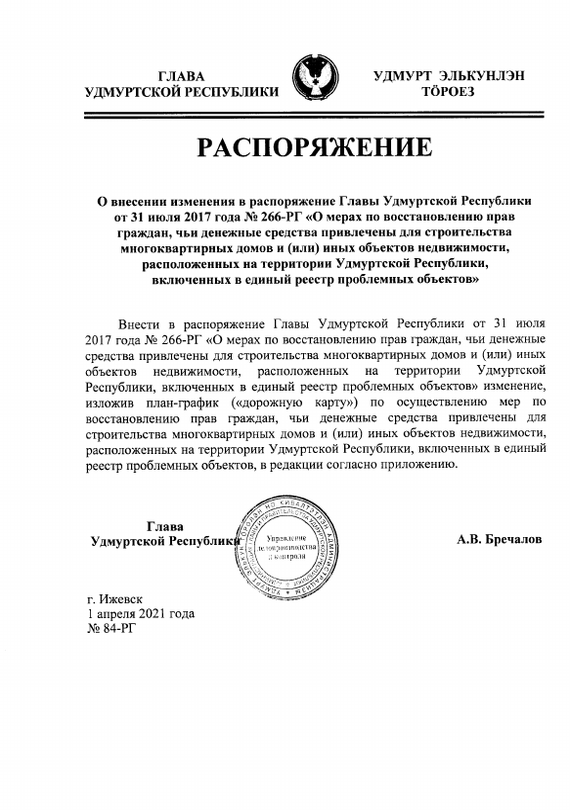 ГЛАВА
УДМУРТСКОЙ РЕСПУБЛИКИ
УДМУРТ ЭЛЬКУНЛЭН
ТӦРОЕЗ
РАСПОРЯЖЕНИЕ
О внесении изменения в распоряжение Главы Удмуртской Республики
от 31 июля 2017 года № 266-РГ «О мерах по восстановлению прав
граждан, чьи денежные средства привлечены для строительства
многоквартирных домов и (или) иных объектов недвижимости,
расположенных на территории Удмуртской Республики,
включенных в единый реестр проблемных объектов»
Внести в распоряжение Главы Удмуртской Республики от 31 июля
2017 года № 266-РГ «О мерах по восстановлению прав граждан, чьи денежные
средства привлечены для строительства многоквартирных домов и (или) иных
объектов недвижимости, расположенных на территории Удмуртской
Республики, включенных в единый реестр проблемных объектов» изменение,
изложив план-график («дорожную карту») по осуществлению мер по
восстановлению прав граждан, чьи денежные средства привлечены для
строительства многоквартирных домов и (или) иных объектов недвижимости,
расположенных на территории Удмуртской Республики, включенных в единый
реестр проблемных объектов, в редакции согласно приложению.
Глава
Удмуртской Республики
Управление
делопроизводства
и контроля
А.В. Бречалов
г. Ижевск
1 апреля 2021 года
№ 84-РГ